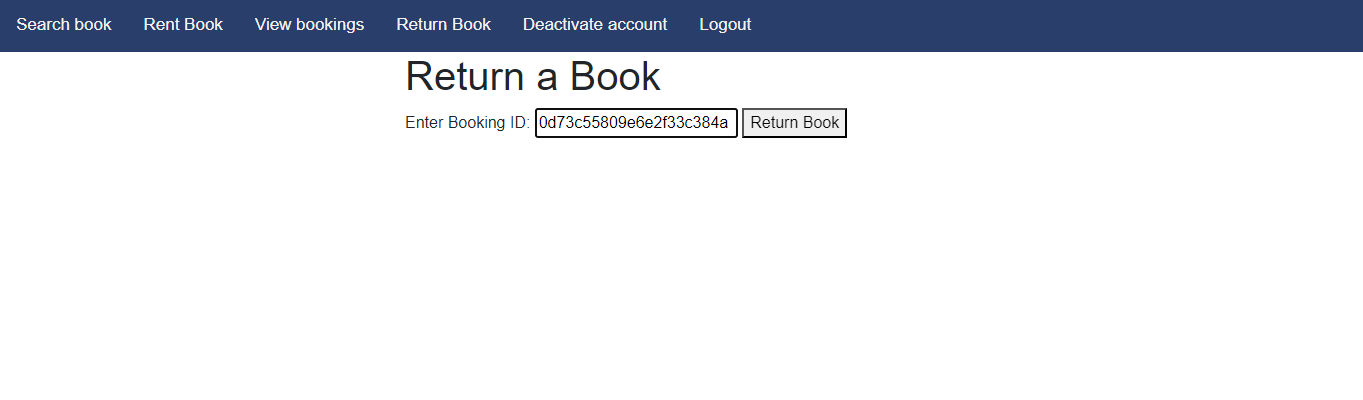 Search book Rent Book View bookings Return Book Deactivate account Logout
Return a Book
Enter Booking ID: 0d73c55809e6e2f33c384a Return Book